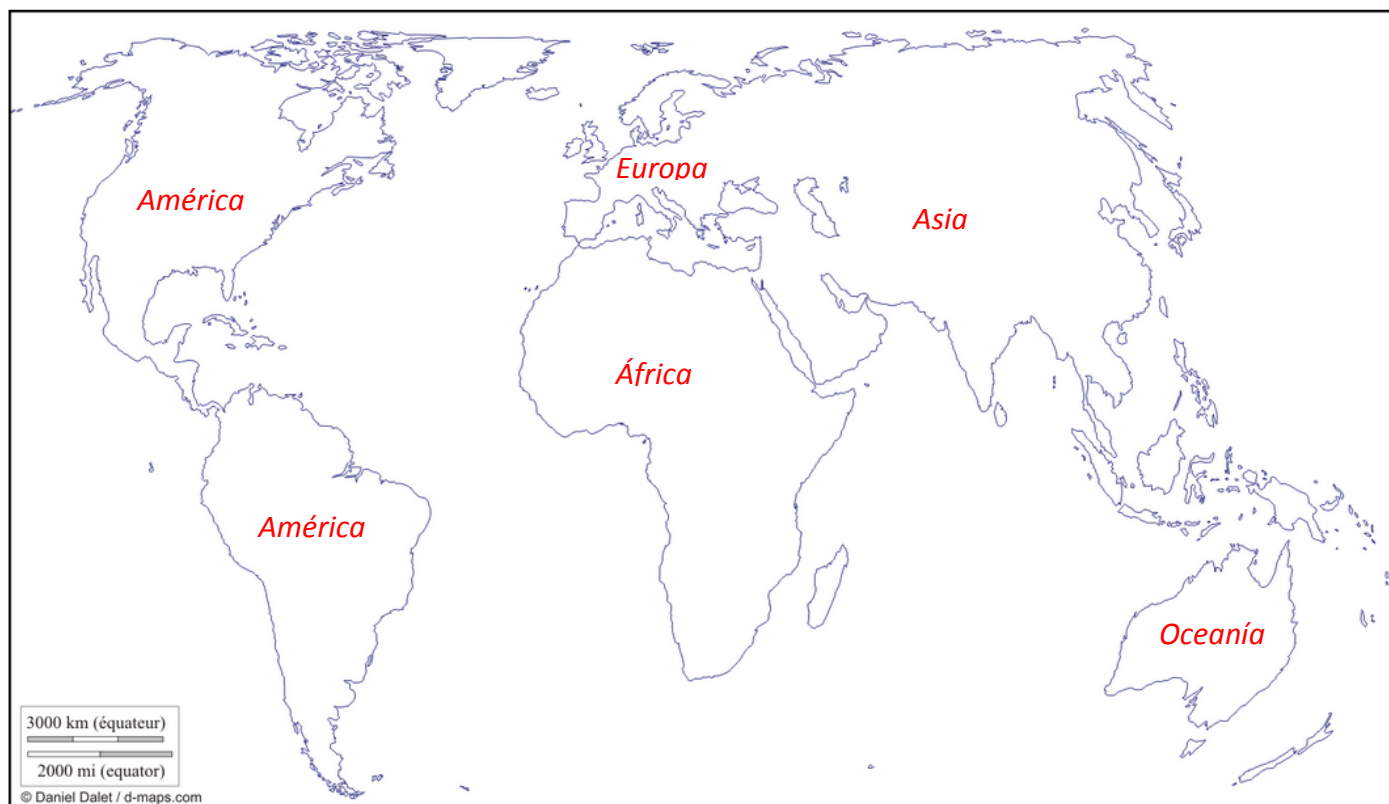 Europa
América
Asia
África
América
Oceanía
3000 km (équateur)
2000 mi (equator)
© Daniel Dalet / d-maps.com